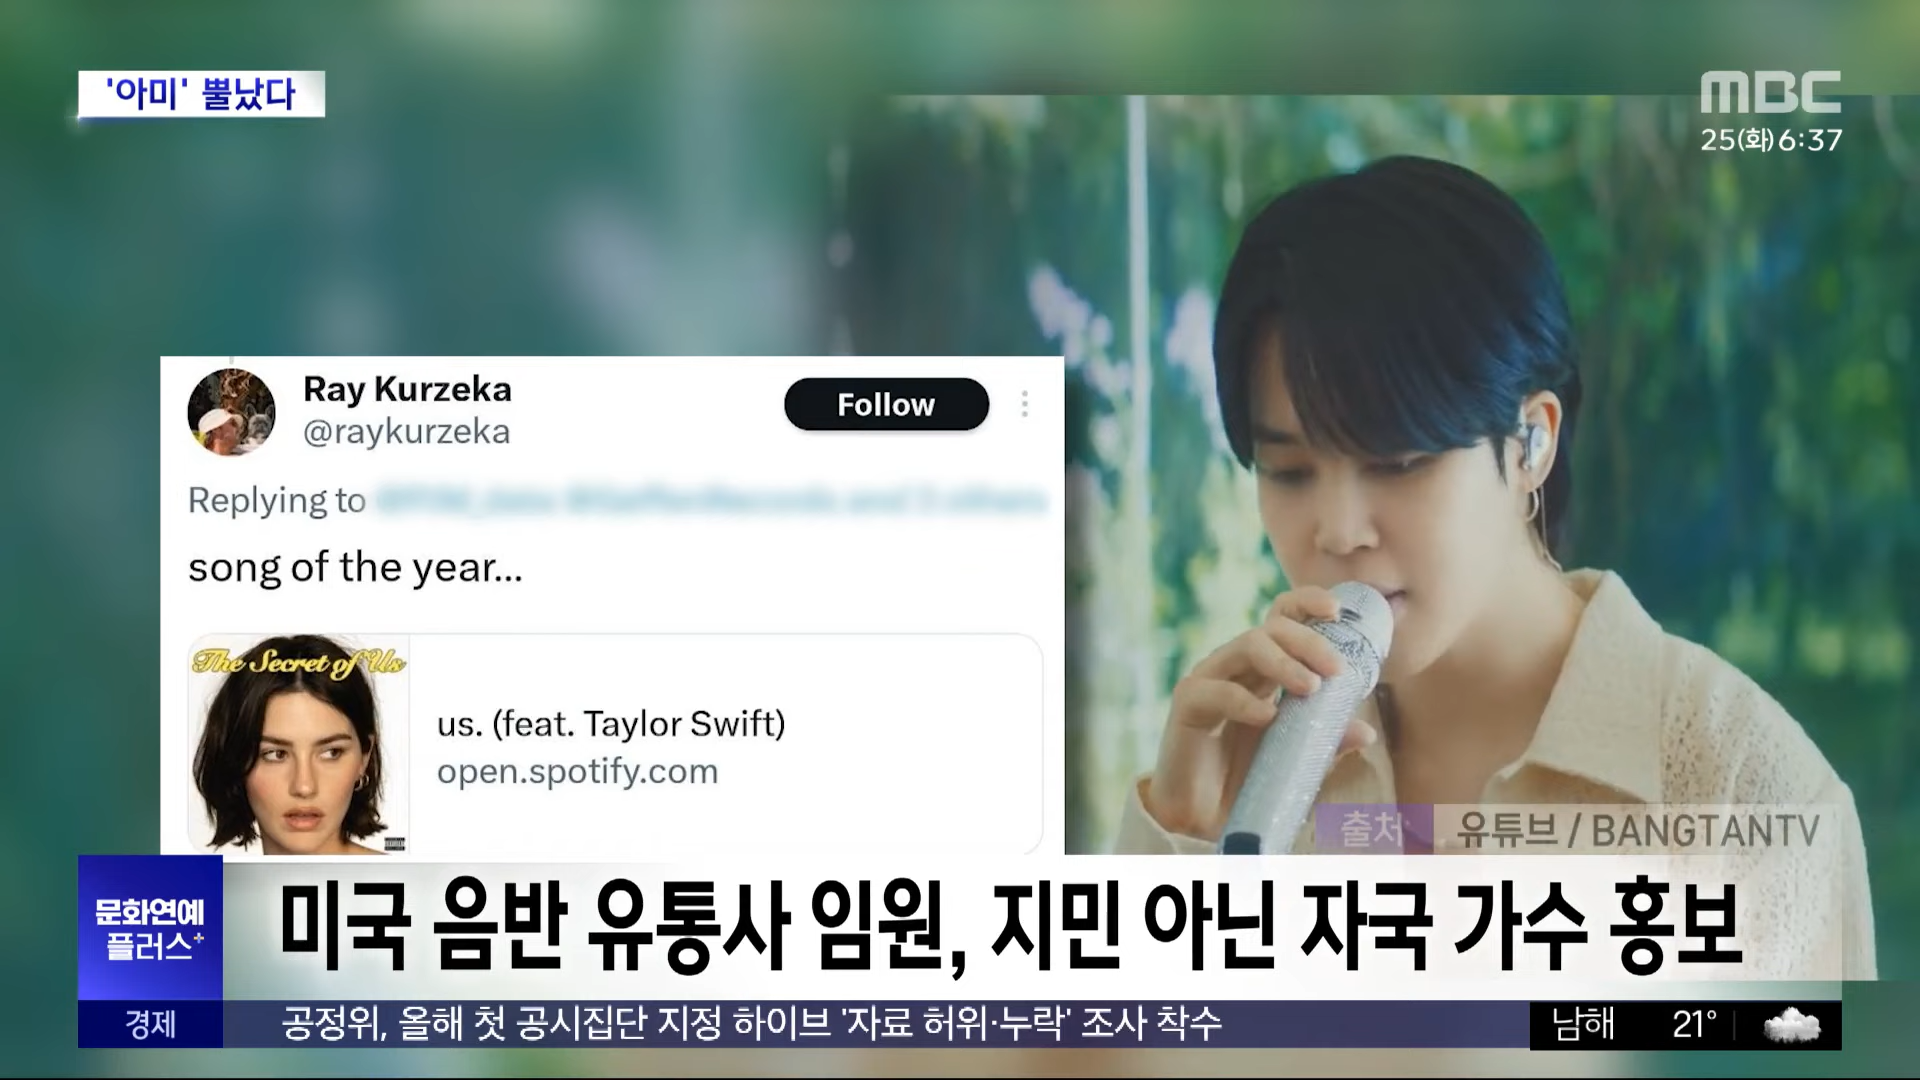 '아미' 뿔났다
MBC
25(화)6:37
Ray Kurzeka
@raykurzeka
Follow
Replying to
song of the year...
The Secret of Us
us. (feat. Taylor Swift)
open.spotify.com
출처 유튜브 / BANGTANTV
문화연예
플러스+
미국 음반 유통사 임원, 지민 아닌 자국 가수 홍보
경제
공정위, 올해 첫 공시집단 지정 하이브 '자료 허위·누락' 조사 착수
남해 21°